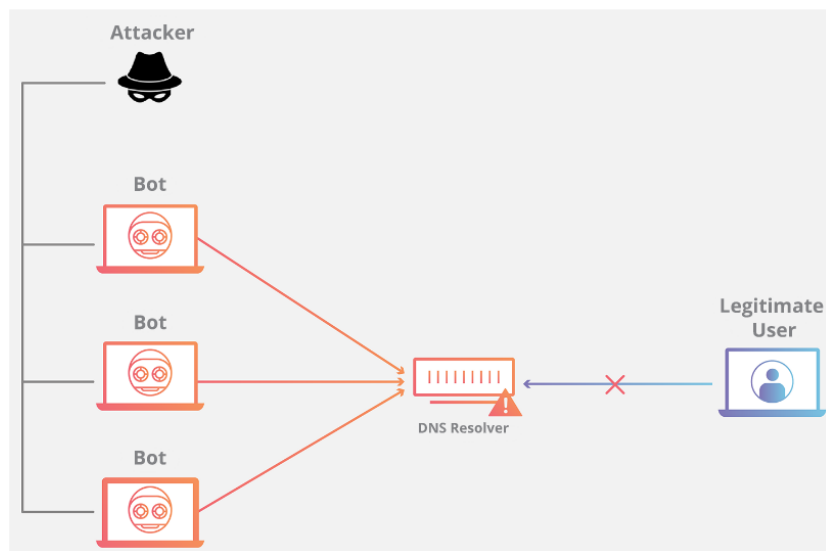 Attacker
Bot
Bot
Bot
DNS Resolver
Legitimate
User